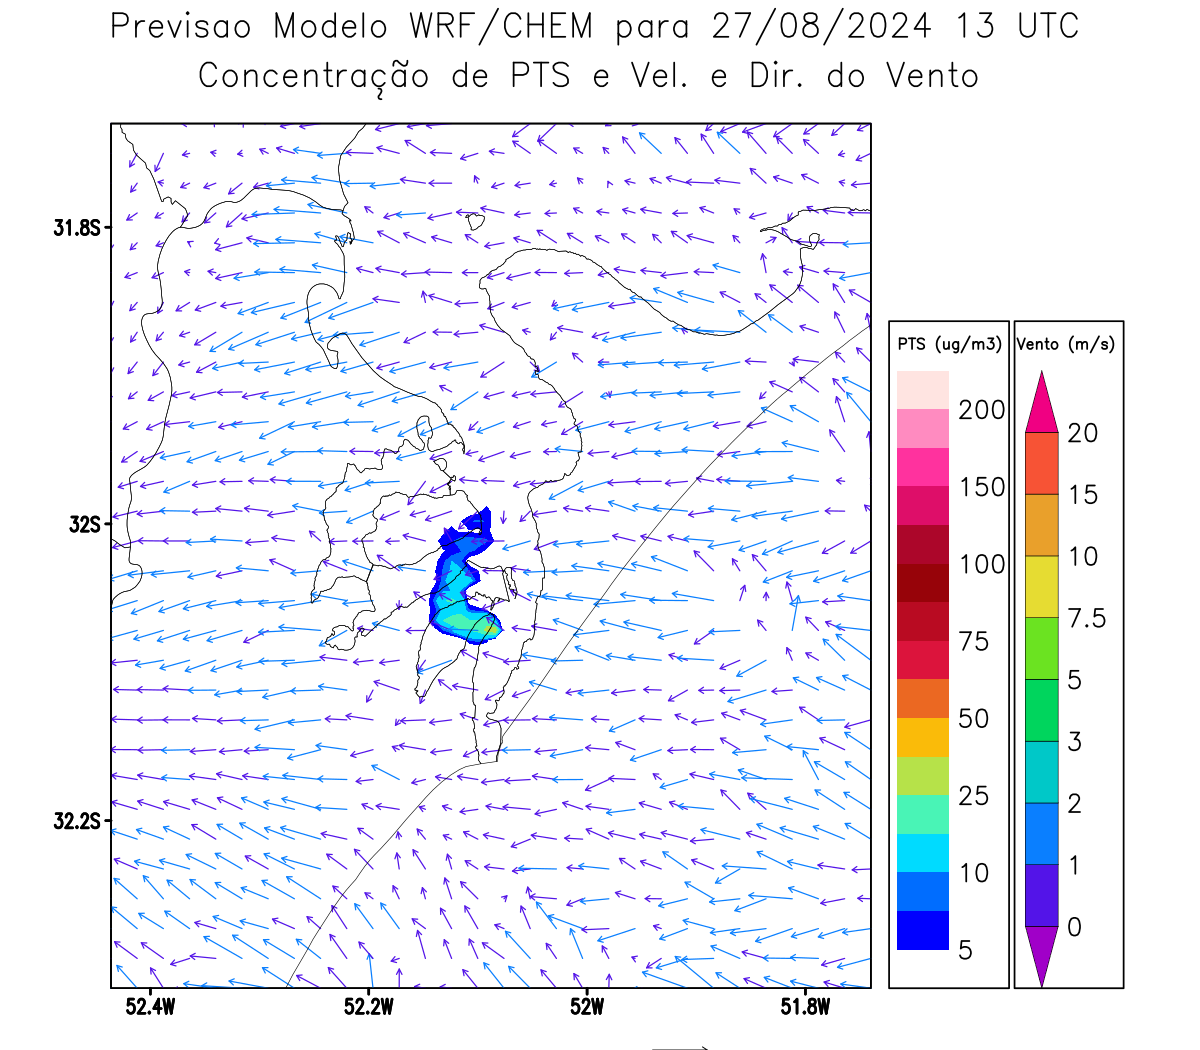 Previsao Modelo WRF/CHEM para 27/08/2024 13 UTC
Concentração de PTS e Vel. e Dir. do Vento
31.8S
32S
32.2S
52.4W 52.2W 52W 51.8W
PTS (ug/m3)
200
150
100
75
50
25
10
5
Vento (m/s)
20
15
10
7.5
5
3
2
1
0